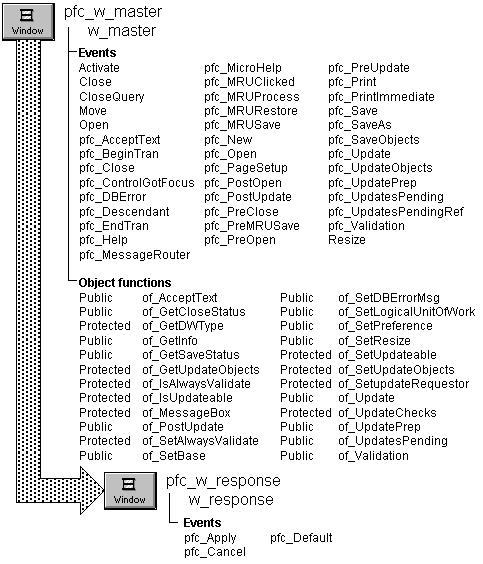 Window
pfc_w_master
w_master
Events
Activate pfc_MicroHelp pfc_PreUpdate
Close pfc_MRUClicked pfc_Print
CloseQuery pfc_MRUProcess pfc_PrintImmediate
Move pfc_MRURestore pfc_Save
Open pfc_MRUSave pfc_SaveAs
pfc_AcceptText pfc_New pfc_SaveObjects
pfc_BeginTran pfc_Open pfc_Update
pfc_Close pfc_PageSetup pfc_UpdateObjects
pfc_ControlGotFocus pfc_PostOpen pfc_UpdatePrep
pfc_DBError pfc_PostUpdate pfc_UpdatesPending
pfc_Descendant pfc_PreClose pfc_UpdatesPendingRef
pfc_EndTran pfc_PreMRUSave pfc_Validation
pfc_Help pfc_PreOpen Resize
pfc_MessageRouter
Object functions
Public of_AcceptText Public of_SetDBErrorMsg
Public of_GetCloseStatus Public of_SetLogicalUnitOfWork
Protected of_GetDWType Public of_SetPreference
Public of_GetInfo Public of_SetResize
Public of_GetSaveStatus Protected of_SetUpdateable
Protected of_GetUpdateObjects Protected of_SetUpdateObjects
Protected of_IsAlwaysValidate Protected of_SetupdateRequestor
Protected of_IsUpdateable Public of_Update
Protected of_MessageBox Protected of_UpdateChecks
Public of_PostUpdate Public of_UpdatePrep
Protected of_SetAlwaysValidate Public of_UpdatesPending
Public of_SetBase Public of_Validation
Window
pfc_w_response
w_response
Events
pfc_Apply pfc_Default
pfc_Cancel